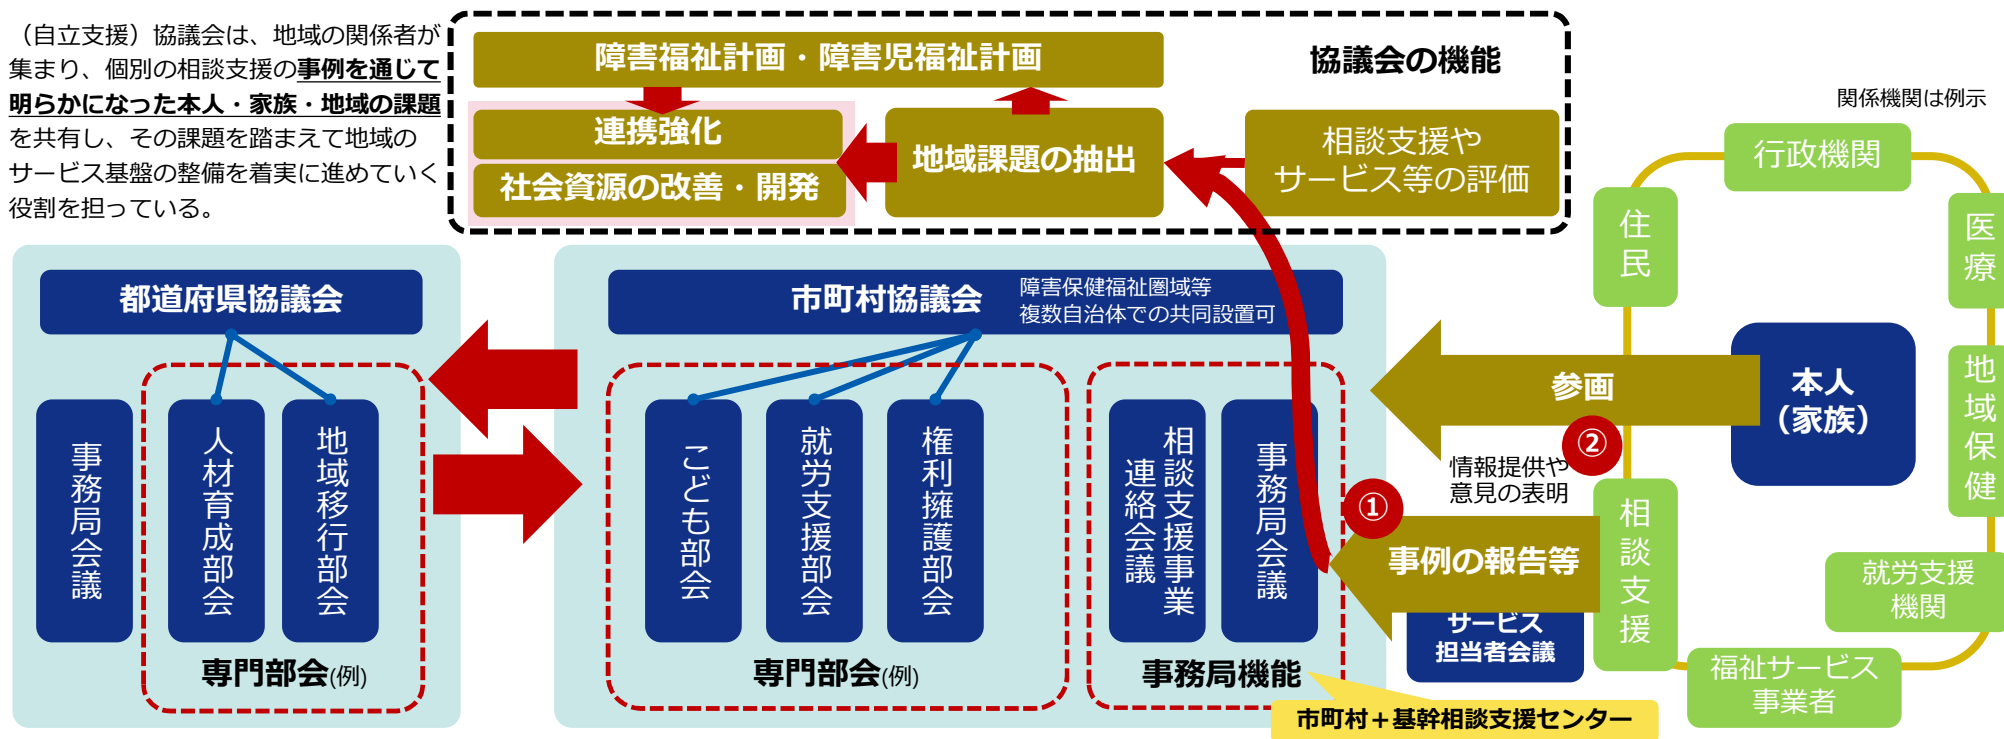 （自立支援）協議会は、地域の関係者が
集まり、個別の相談支援の事例を通じて
明らかになった本人・家族・地域の課題
を共有し、その課題を踏まえて地域の
サービス基盤の整備を着実に進めていく
役割を担っている。
障害福祉計画・障害児福祉計画
協議会の機能
連携強化
社会資源の改善・開発
地域課題の抽出
相談支援や
サービス等の評価
関係機関は例示
行政機関
住民
医療
地域保健
就労支援
機関
福祉サービス
事業者
相談支援
本人
（家族）
都道府県協議会
事務局会議
人材育成部会
地域移行部会
専門部会(例)
市町村協議会
障害保健福祉圏域等
複数自治体での共同設置可
こども部会
就労支援部会
権利擁護部会
専門部会(例)
相談支援事業
連絡会議
事務局会議
事務局機能
市町村＋基幹相談支援センター
参画
②
情報提供や
意見の表明
①
事例の報告等
サービス
担当者会議